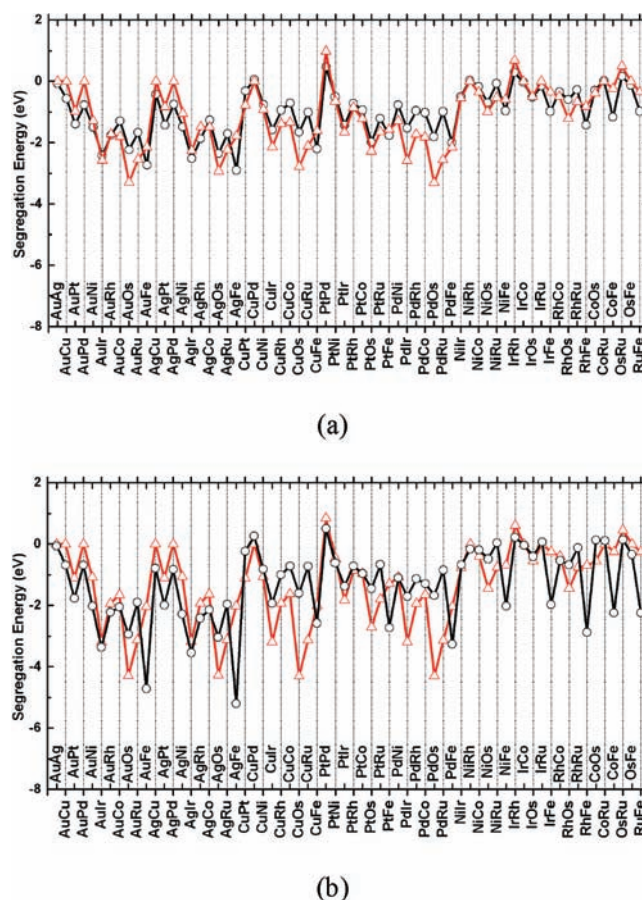 Segregation Energy (eV)
2
0
-2
-4
-6
-8
AuAg
AuCu
AuPt
AuPd
AuNi
AuIr
AuRh
AuCo
AuOs
AuRu
AuFe
AgCu
AgPt
AgPd
AgNi
AgIr
AgRh
AgCo
AgOs
AgRu
AgFe
CuPt
CuPd
CuNi
CuIr
CuRh
CuCo
CuOs
CuRu
CuFe
PtPd
PtNi
PtIr
PtRh
PtCo
PtOs
PtRu
PtFe
PdNi
PdIr
PdRh
PdCo
PdOs
PdRu
PdFe
NiIr
NiRh
NiCo
NiOs
NiRu
NiFe
IrRh
IrCo
IrOs
IrRu
IrFe
RhCo
RhOs
RhRu
RhFe
CoOs
CoRu
CoFe
OsRu
OsFe
RuFe
(a)
Segregation Energy (eV)
2
0
-2
-4
-6
-8
AuAg
AuCu
AuPt
AuPd
AuNi
AuIr
AuRh
AuCo
AuOs
AuRu
AuFe
AgCu
AgPt
AgPd
AgNi
AgIr
AgRh
AgCo
AgOs
AgRu
AgFe
CuPt
CuPd
CuNi
CuIr
CuRh
CuCo
CuOs
CuRu
CuFe
PtPd
PtNi
PtIr
PtRh
PtCo
PtOs
PtRu
PtFe
PdNi
PdIr
PdRh
PdCo
PdOs
PdRu
PdFe
NiIr
NiRh
NiCo
NiOs
NiRu
NiFe
IrRh
IrCo
IrOs
IrRu
IrFe
RhCo
RhOs
RhRu
RhFe
CoOs
CoRu
CoFe
OsRu
OsFe
RuFe
(b)